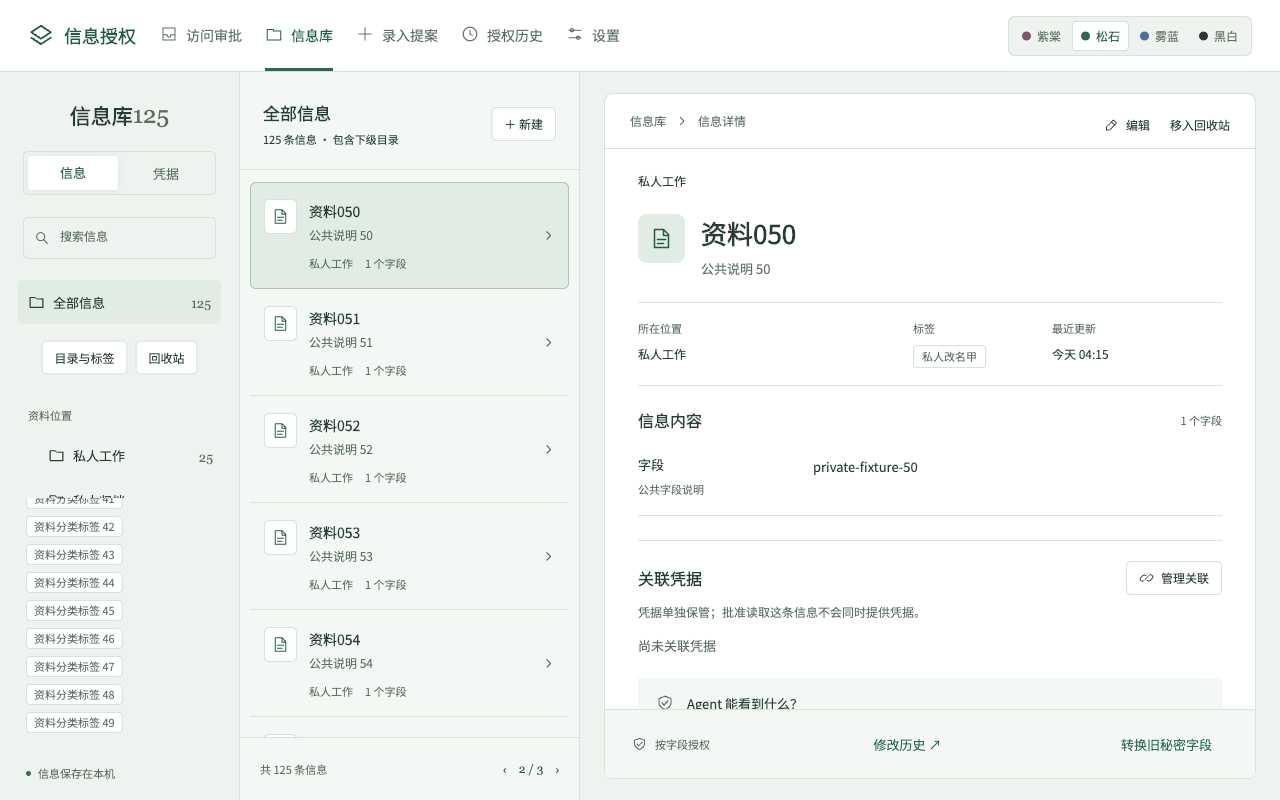 信息授权
访问审批
信息库
录入提案
授权历史
设置
紫棠
松石
雾蓝
黑白
信息库125
信息
凭据
搜索信息
全部信息 125
目录与标签
回收站
资料位置
私人工作 25
资料分类标签 42
资料分类标签 43
资料分类标签 44
资料分类标签 45
资料分类标签 46
资料分类标签 47
资料分类标签 48
资料分类标签 49
信息保存在本机
全部信息
125 条信息 · 包含下级目录
新建
资料050
公共说明 50
私人工作 1 个字段
资料051
公共说明 51
私人工作 1 个字段
资料052
公共说明 52
私人工作 1 个字段
资料053
公共说明 53
私人工作 1 个字段
资料054
公共说明 54
私人工作 1 个字段
共 125 条信息
‹ 2 / 3 ›
信息库 > 信息详情
编辑
移入回收站
私人工作
资料050
公共说明 50
所在位置
私人工作
标签
私人改名甲
最近更新
今天 04:15
信息内容
1 个字段
字段
private-fixture-50
公共字段说明
关联凭据
管理关联
凭据单独保管；批准读取这条信息不会同时提供凭据。
尚未关联凭据
Agent 能看到什么？
按字段授权
修改历史 ↗
转换旧秘密字段